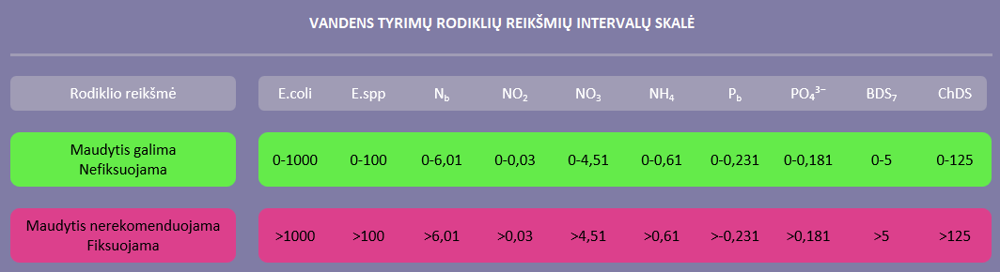 VANDENS TYRIMŲ RODIKLIŲ REIKŠMIŲ INTERVALŲ SKALĖ
Rodiklio reikšmė E.coli E.spp N_b NO₂ NO₃ NH₄ P_b PO₄³⁻ BDS₇ ChDS
Maudytis galima
Nefiksuojama
0-1000 0-100 0-6,01 0-0,03 0-4,51 0-0,61 0-0,231 0-0,181 0-5 0-125
Maudytis nerekomenduojama
Fiksuojama
>1000 >100 >6,01 >0,03 >4,51 >0,61 >-0,231 >0,181 >5 >125